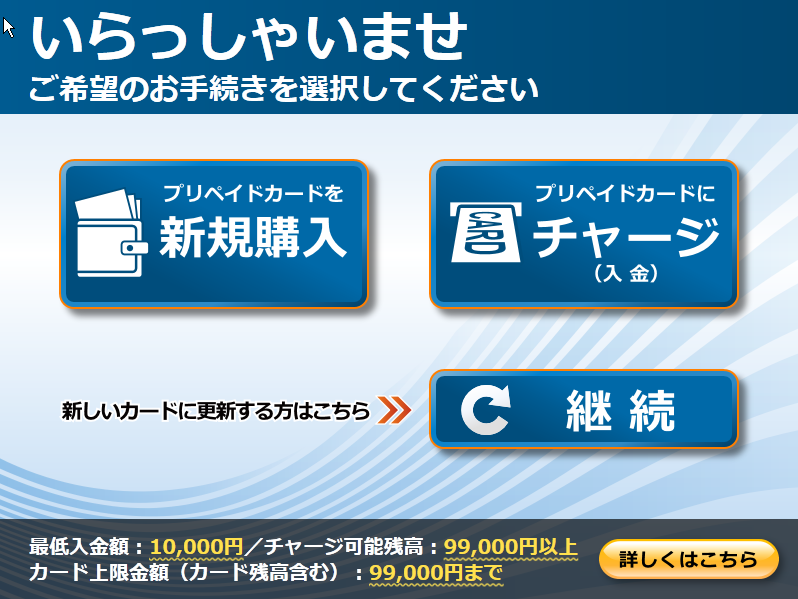 いらっしゃいませ
ご希望のお手続きを選択してください
プリペイドカードを
新規購入
プリペイドカードに
CARD
チャージ
（入 金）
新しいカードに更新する方はこちら
継 続
最低入金額：10,000円／チャージ可能残高：99,000円以上
カード上限金額（カード残高含む）：99,000円まで
詳しくはこちら